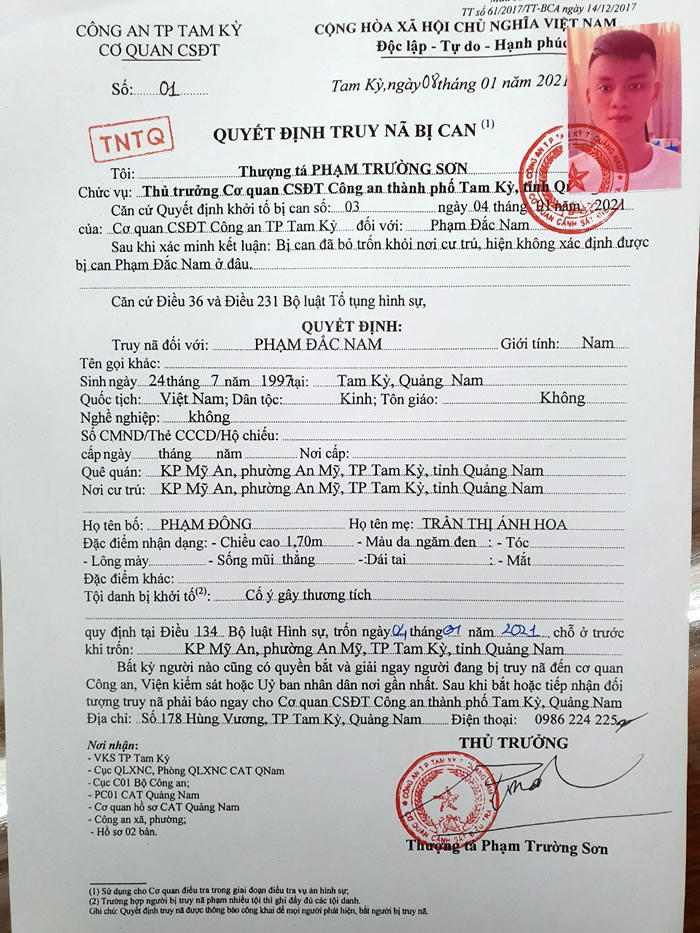 TT số 61/2017/TT-BCA ngày 14/12/2017
CÔNG AN TP TAM KỲ
CƠ QUAN CSĐT
CỘNG HÒA XÃ HỘI CHỦ NGHĨA VIỆT NAM
Độc lập - Tự do - Hạnh phúc
Số: 01
Tam Kỳ, ngày 08 tháng 01 năm 2021
TNTQ
QUYẾT ĐỊNH TRUY NÃ BỊ CAN (1)
Tôi: Thượng tá PHẠM TRƯỜNG SƠN
Chức vụ: Thủ trưởng Cơ quan CSĐT Công an thành phố Tam Kỳ, tỉnh
Căn cứ Quyết định khởi tố bị can số: 03 ngày 04 tháng 01 năm 2021
của: Cơ quan CSĐT Công an TP Tam Kỳ đối với: Phạm Đắc Nam
Sau khi xác minh kết luận: Bị can đã bỏ trốn khỏi nơi cư trú, hiện không xác định được
bị can Phạm Đắc Nam ở đâu.
Căn cứ Điều 36 và Điều 231 Bộ luật Tố tụng hình sự,
QUYẾT ĐỊNH:
Truy nã đối với: PHẠM ĐẮC NAM Giới tính: Nam
Tên gọi khác:
Sinh ngày 24 tháng 7 năm 1997 tại: Tam Kỳ, Quảng Nam
Quốc tịch: Việt Nam; Dân tộc: Kinh; Tôn giáo: Không
Nghề nghiệp: không
Số CMND/Thẻ CCCD/Hộ chiếu:
cấp ngày tháng năm Nơi cấp:
Quê quán: KP Mỹ An, phường An Mỹ, TP Tam Kỳ, tỉnh Quảng Nam
Nơi cư trú: KP Mỹ An, phường An Mỹ, TP Tam Kỳ, tỉnh Quảng Nam
Họ tên bố: PHẠM ĐÔNG Họ tên mẹ: TRẦN THỊ ÁNH HOA
Đặc điểm nhận dạng: - Chiều cao 1,70m - Màu da ngăm đen : - Tóc
- Lông mày - Sống mũi thẳng - Dái tai : - Mắt
Đặc điểm khác:
Tội danh bị khởi tố(2): Cố ý gây thương tích
quy định tại Điều 134 Bộ luật Hình sự, trốn ngày 04 tháng 01 năm 2021, chỗ ở trước
khi trốn: KP Mỹ An, phường An Mỹ, TP Tam Kỳ, tỉnh Quảng Nam
Bất kỳ người nào cũng có quyền bắt và giải ngay người đang bị truy nã đến cơ quan
Công an, Viện kiểm sát hoặc Uỷ ban nhân dân nơi gần nhất. Sau khi bắt hoặc tiếp nhận đối
tượng truy nã phải báo ngay cho Cơ quan CSĐT Công an thành phố Tam Kỳ, Quảng Nam
Địa chỉ: Số 178 Hùng Vương, TP Tam Kỳ, Quảng Nam Điện thoại: 0986 224 225
Nơi nhận:
- VKS TP Tam Kỳ
- Cục QLXNC, Phòng QLXNC CAT QNam
- Cục C01 Bộ Công an;
- PC01 CAT Quảng Nam
- Cơ quan hồ sơ CAT Quảng Nam
- Công an xã, phường;
- Hồ sơ 02 bản.
THỦ TRƯỞNG
Thượng tá Phạm Trường Sơn
(1) Sử dụng cho Cơ quan điều tra trong giai đoạn điều tra vụ án hình sự;
(2) Trường hợp người bị truy nã phạm nhiều tội thì ghi đầy đủ các tội danh.
Ghi chú: Quyết định truy nã được thông báo công khai để mọi người phát hiện, bắt người bị truy nã.